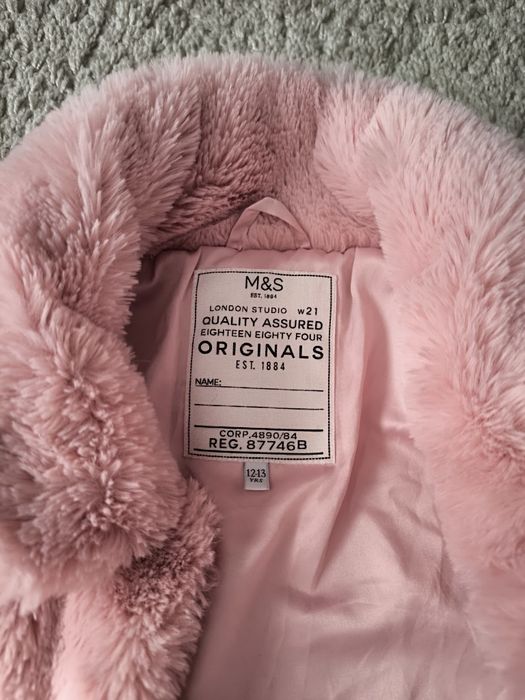 M&S
EST. 1884
LONDON STUDIO W21
QUALITY ASSURED
EIGHTEEN EIGHTY FOUR
ORIGINALS
EST. 1884
NAME:
CORP.4890/84
REG. 87746B
12-13
YRS